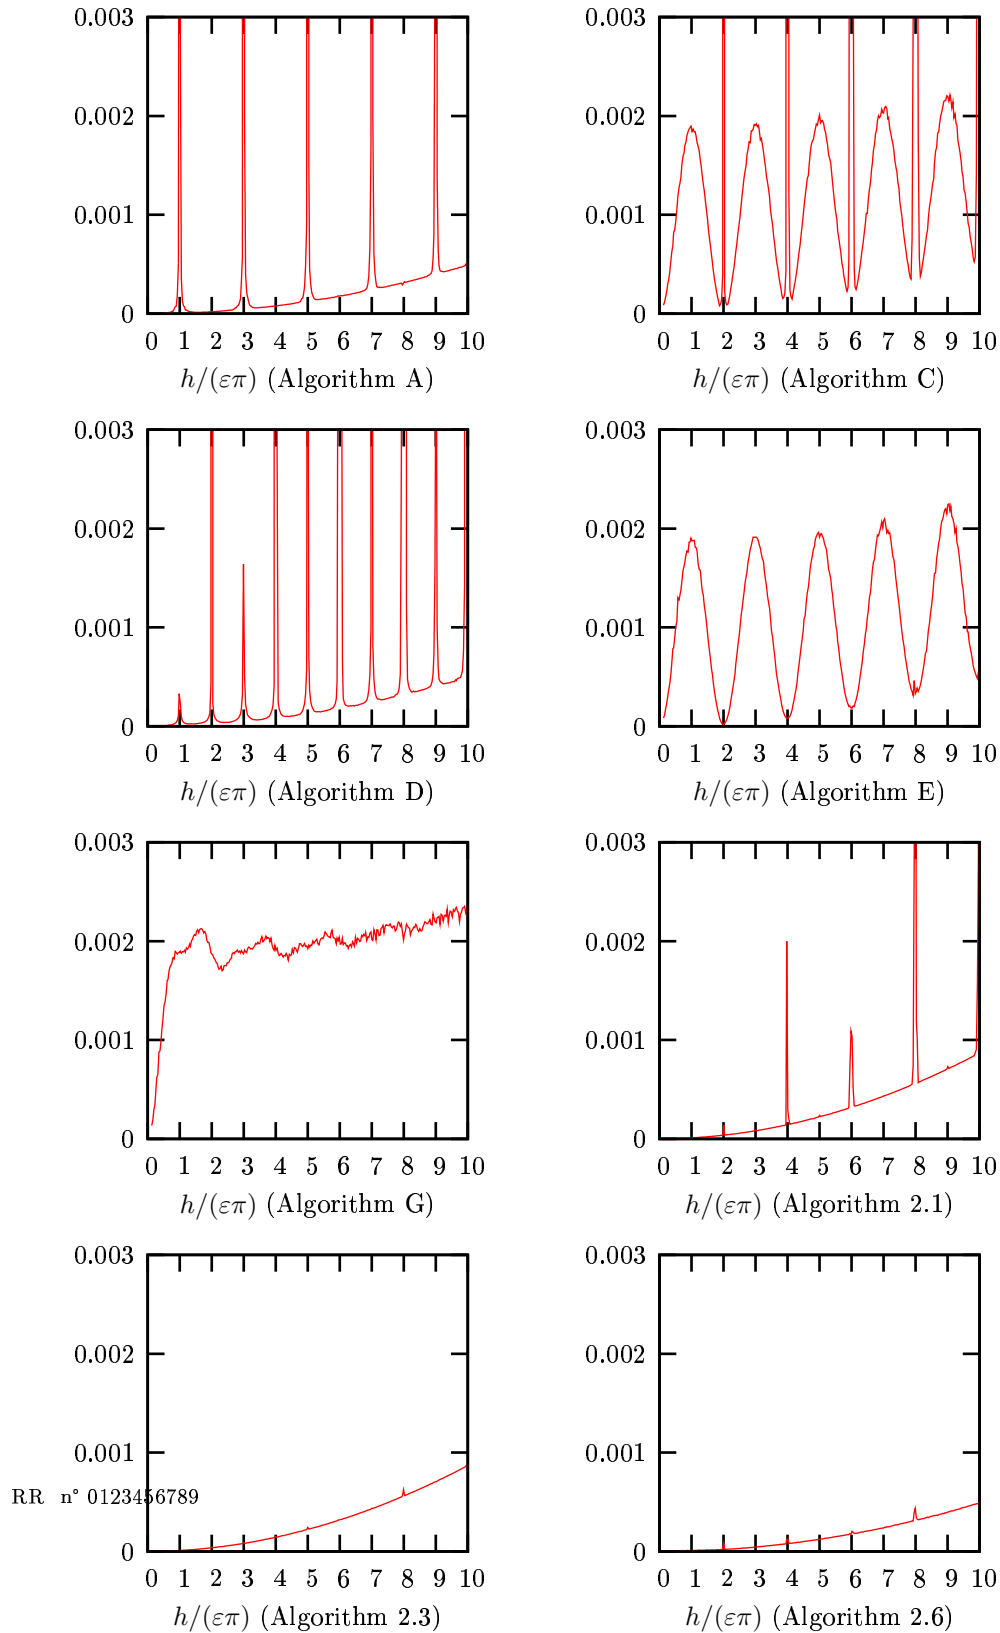 0.003
0.002
0.001
0
0 1 2 3 4 5 6 7 8 9 10
h/(επ) (Algorithm A)
0.003
0.002
0.001
0
0 1 2 3 4 5 6 7 8 9 10
h/(επ) (Algorithm C)
0.003
0.002
0.001
0
0 1 2 3 4 5 6 7 8 9 10
h/(επ) (Algorithm D)
0.003
0.002
0.001
0
0 1 2 3 4 5 6 7 8 9 10
h/(επ) (Algorithm E)
0.003
0.002
0.001
0
0 1 2 3 4 5 6 7 8 9 10
h/(επ) (Algorithm G)
0.003
0.002
0.001
0
0 1 2 3 4 5 6 7 8 9 10
h/(επ) (Algorithm 2.1)
0.003
0.002
0.001
RR n° 0123456789
0
0 1 2 3 4 5 6 7 8 9 10
h/(επ) (Algorithm 2.3)
0.003
0.002
0.001
0
0 1 2 3 4 5 6 7 8 9 10
h/(επ) (Algorithm 2.6)